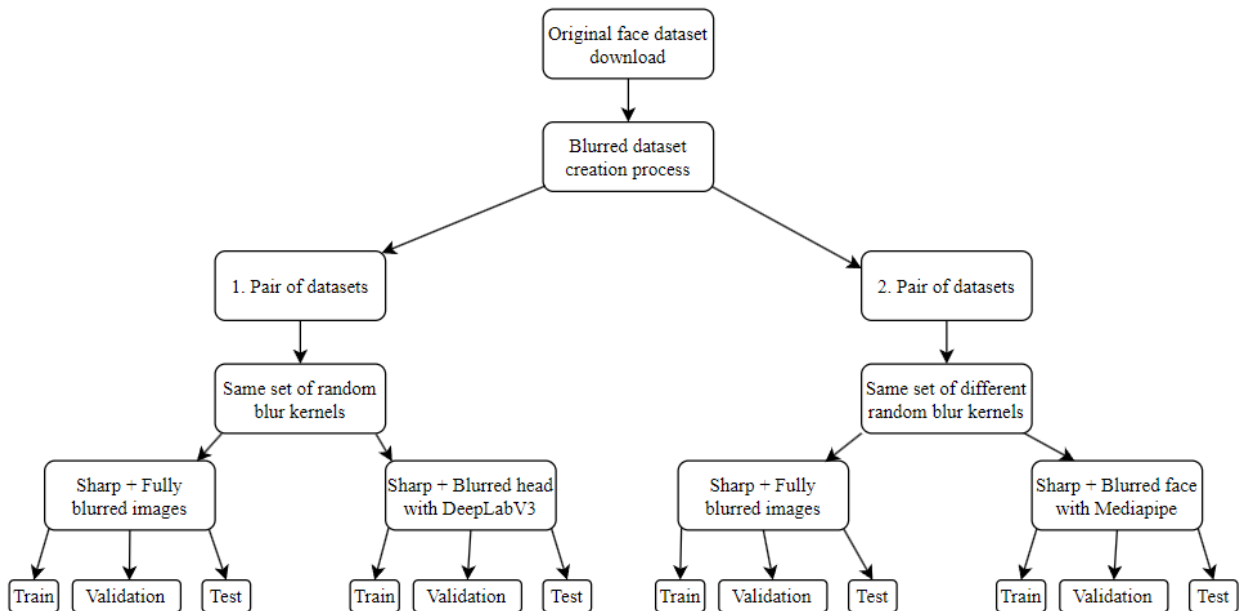 Original face dataset
download
Blurred dataset
creation process
1. Pair of datasets
2. Pair of datasets
Same set of random
blur kernels
Same set of different
random blur kernels
Sharp + Fully
blurred images
Sharp + Blurred head
with DeepLabV3
Sharp + Fully
blurred images
Sharp + Blurred face
with Mediapipe
Train
Validation
Test
Train
Validation
Test
Train
Validation
Test
Train
Validation
Test